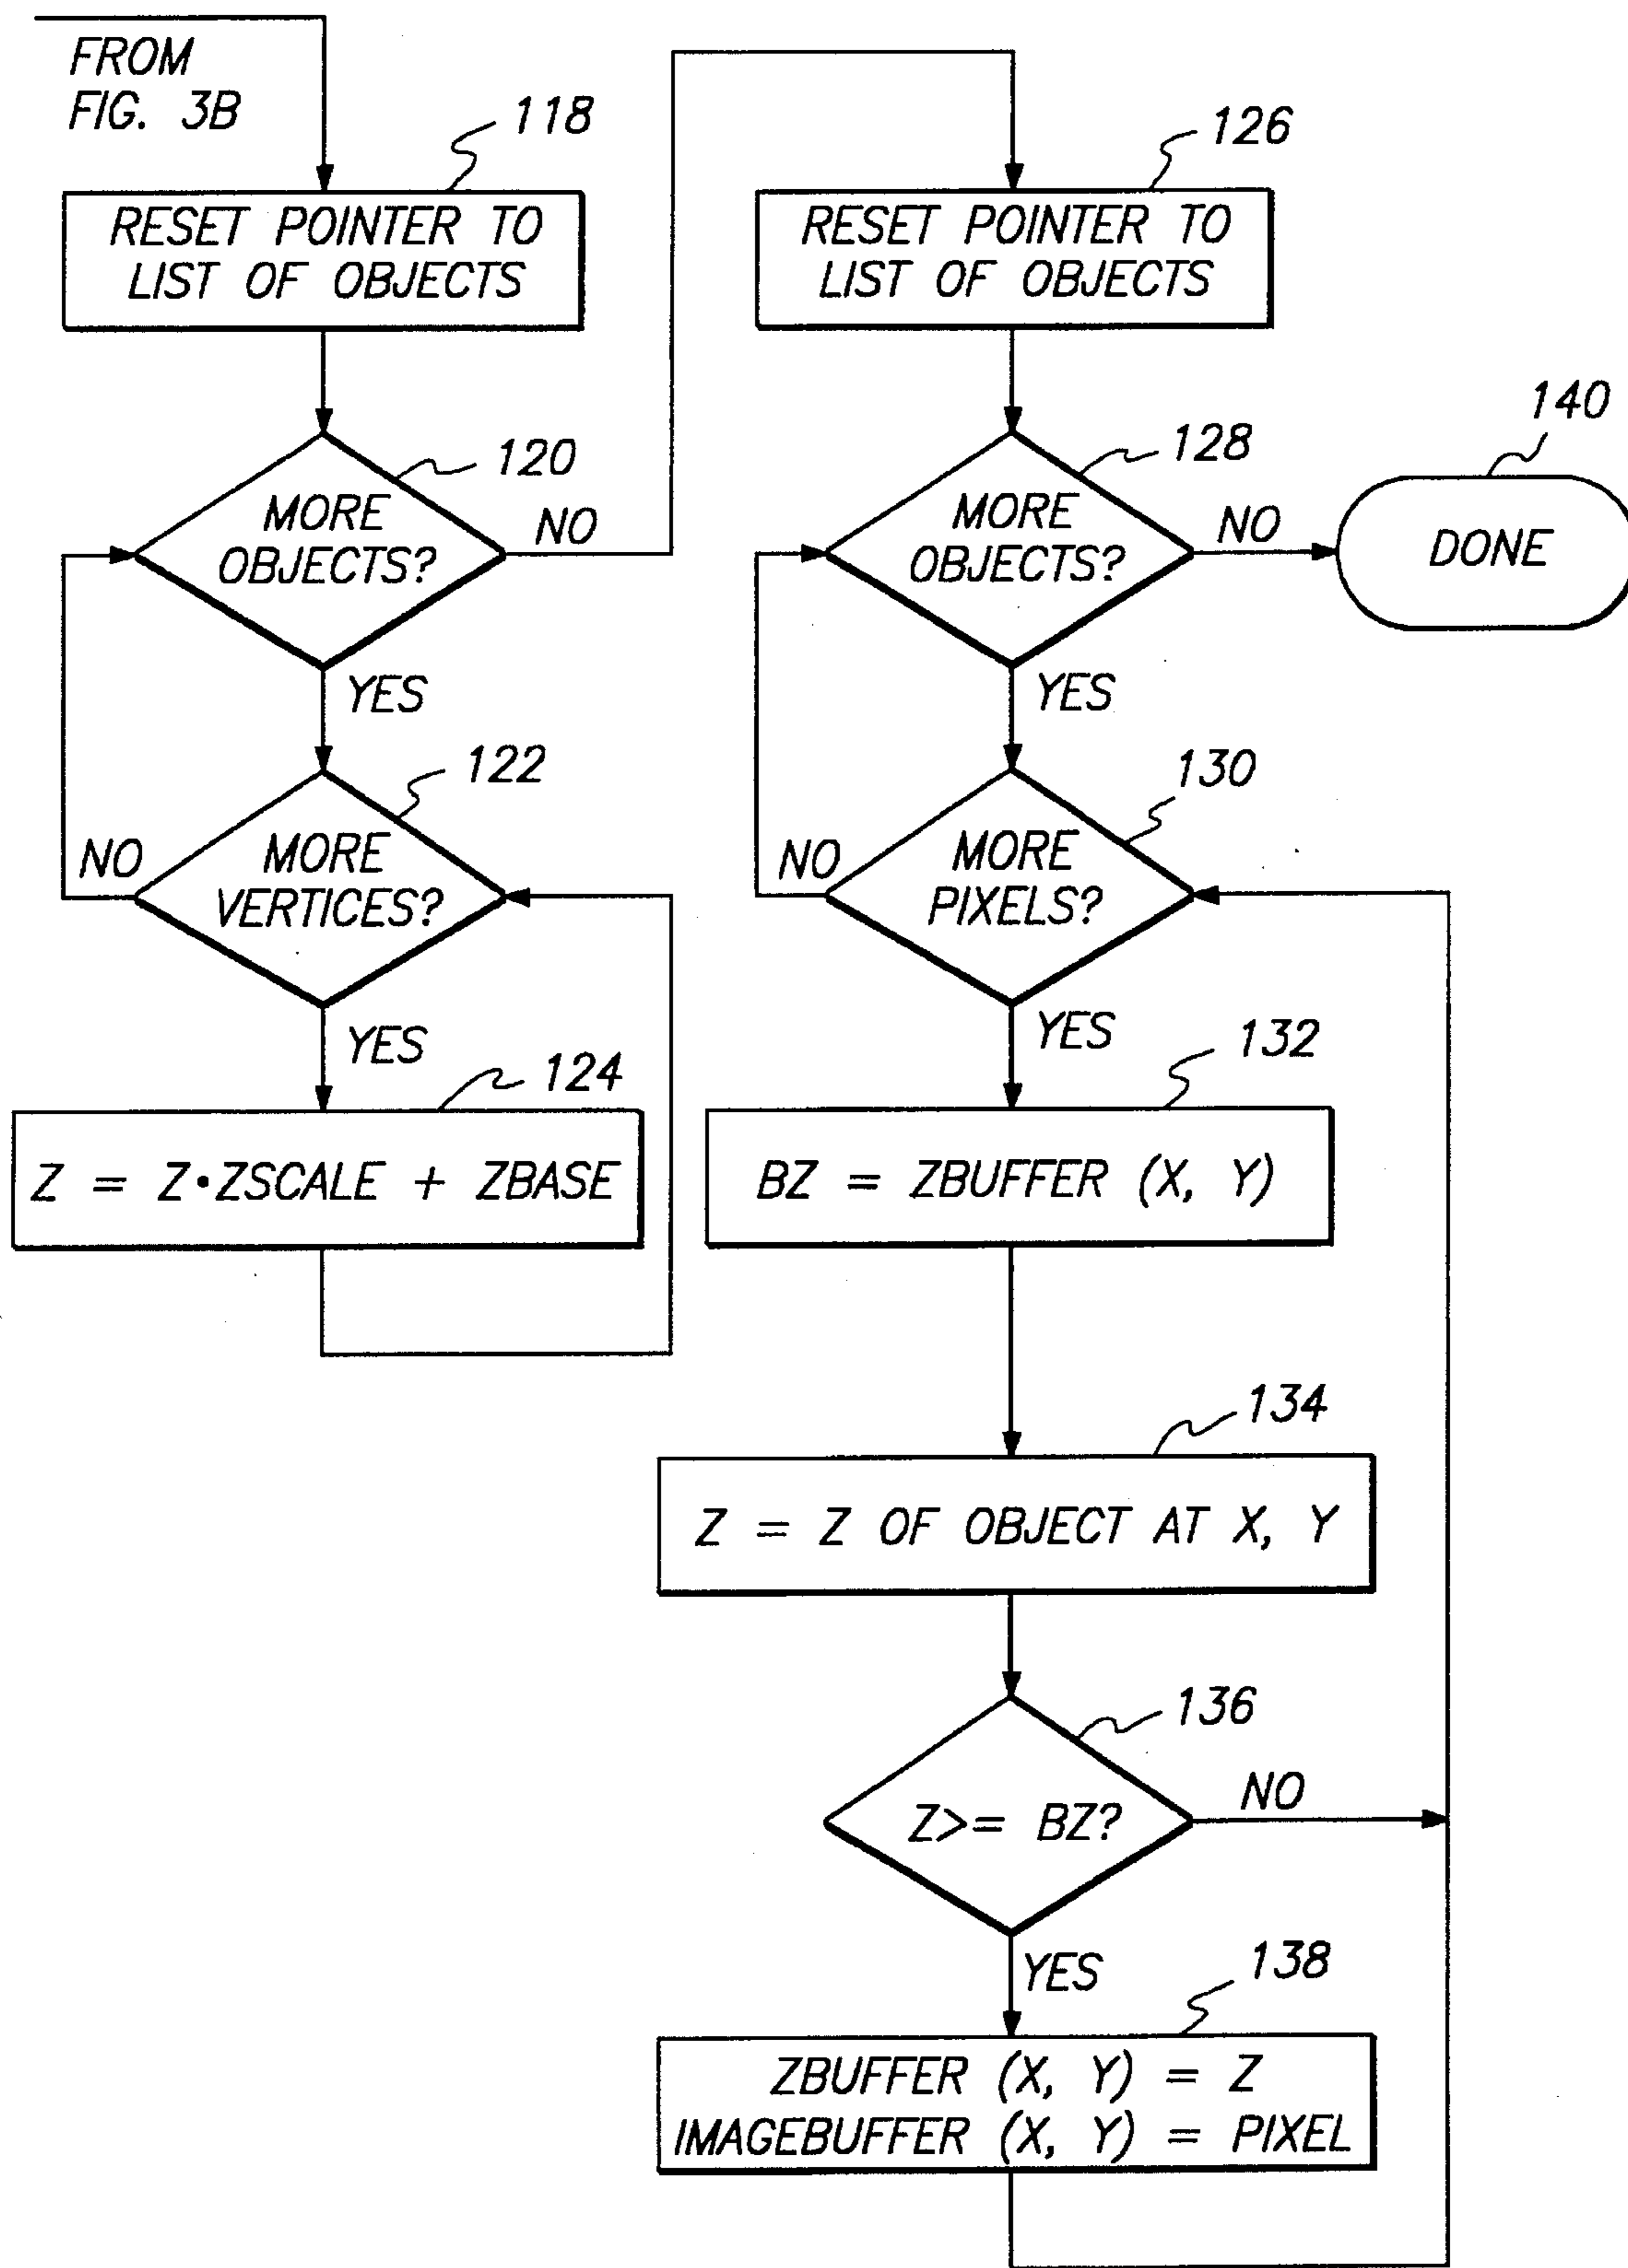 FROM
FIG. 3B
118
RESET POINTER TO
LIST OF OBJECTS
120
MORE
OBJECTS?
NO
YES
122
MORE
VERTICES?
NO
YES
124
Z = Z•ZSCALE + ZBASE
126
RESET POINTER TO
LIST OF OBJECTS
128
MORE
OBJECTS?
NO
140
DONE
YES
130
MORE
PIXELS?
NO
YES
132
BZ = ZBUFFER (X, Y)
134
Z = Z OF OBJECT AT X, Y
136
Z>= BZ?
NO
YES
138
ZBUFFER (X, Y) = Z
IMAGEBUFFER (X, Y) = PIXEL